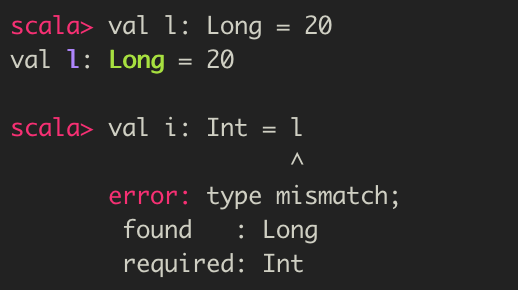 scala> val l: Long = 20
val l: Long = 20
scala> val i: Int = l
^
error: type mismatch;
found   : Long
required: Int